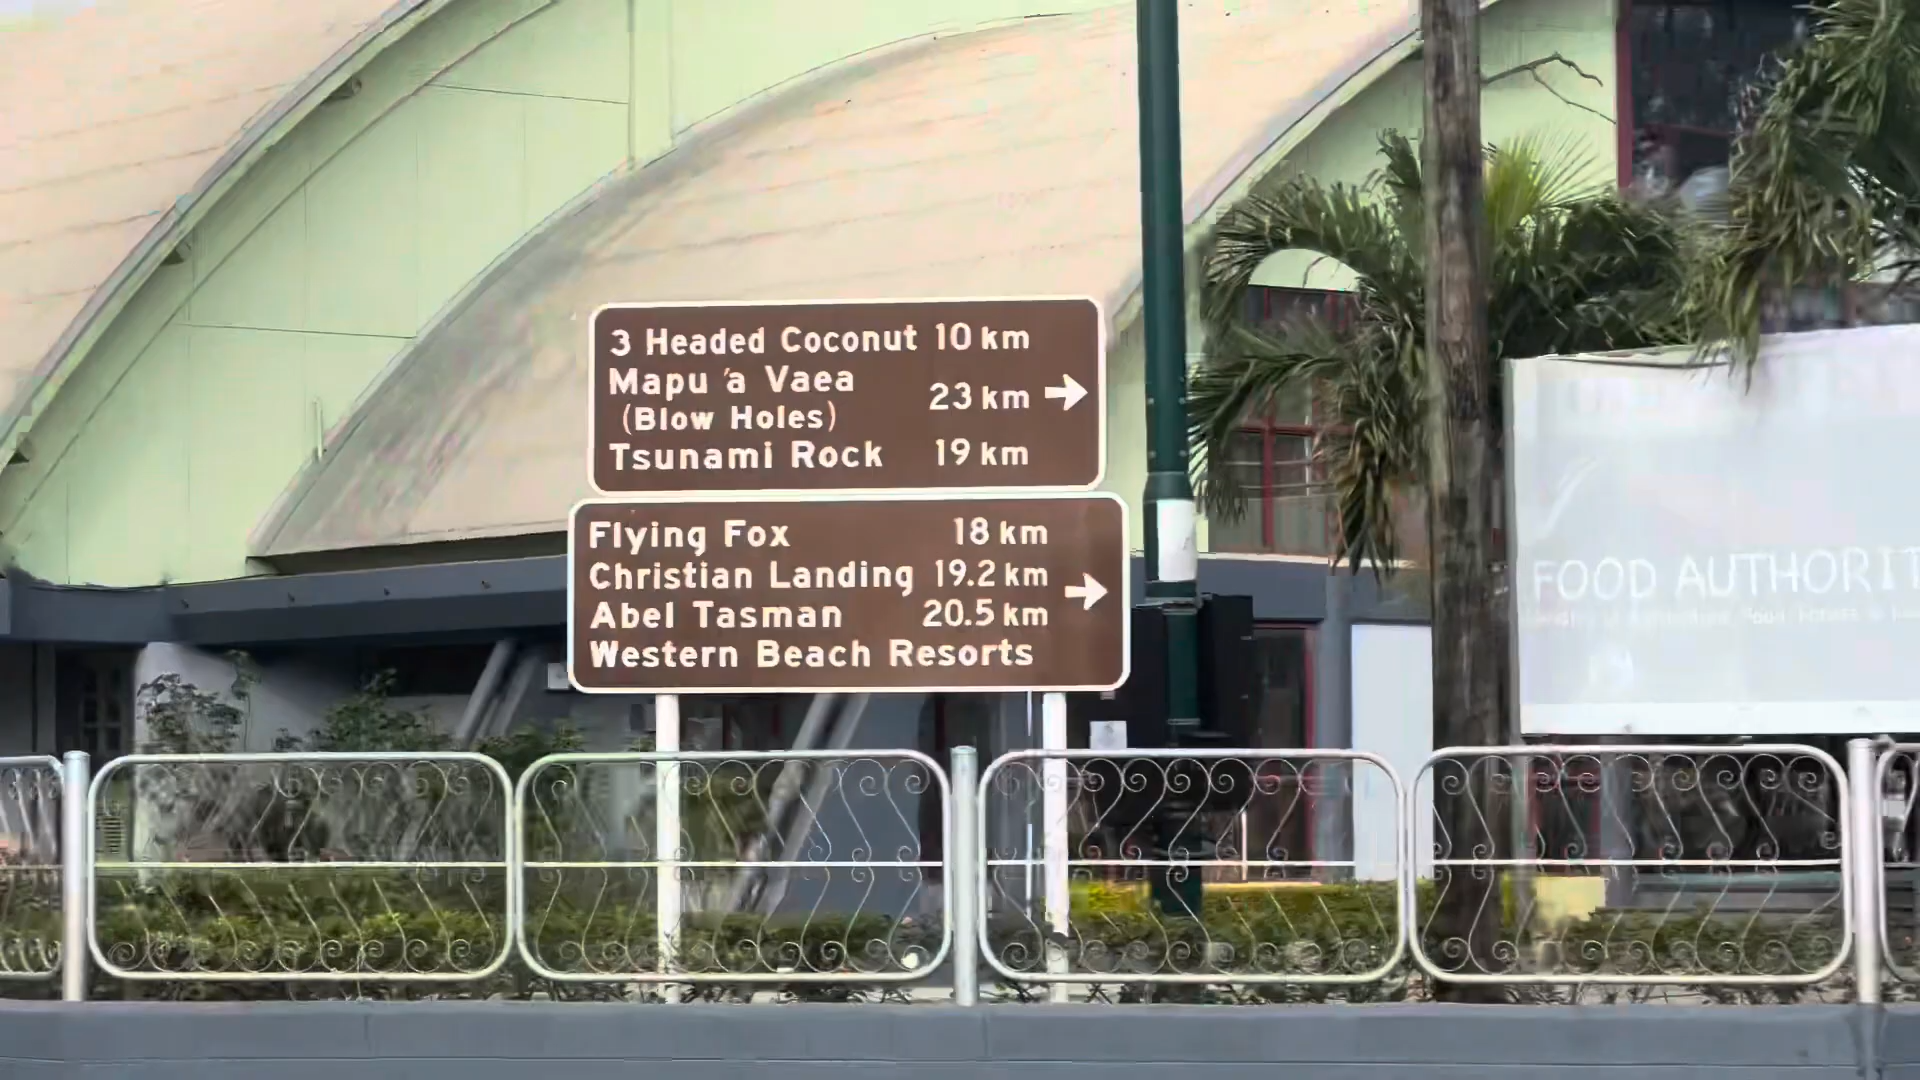 3 Headed Coconut 10 km
Mapu 'a Vaea 23 km
(Blow Holes)
Tsunami Rock 19 km
Flying Fox 18 km
Christian Landing 19.2 km
Abel Tasman 20.5 km
Western Beach Resorts
FOOD AUTHORIT